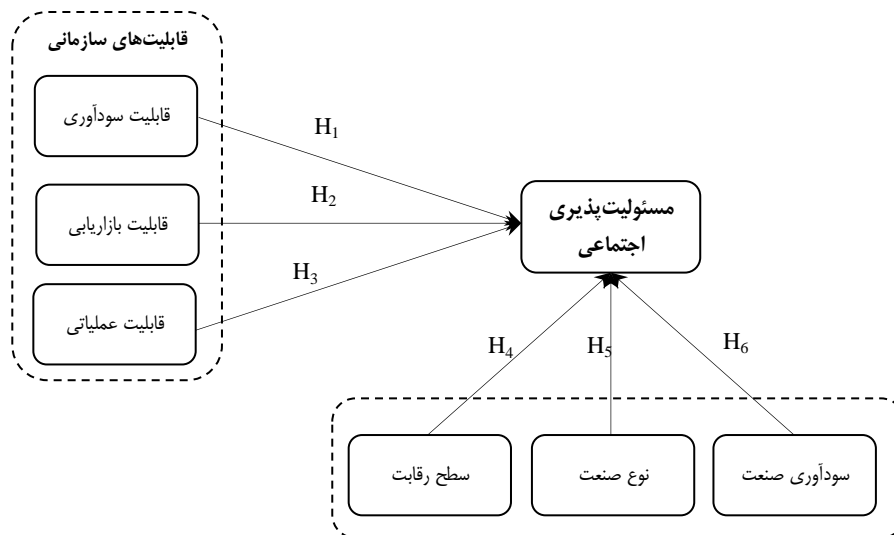 قابلیت‌های سازمانی
قابلیت سودآوری
H₁
قابلیت بازاریابی
H₂
مسئولیت‌پذیری
اجتماعی
H₃
قابلیت عملیاتی
H₄
H₅
H₆
سطح رقابت
نوع صنعت
سودآوری صنعت